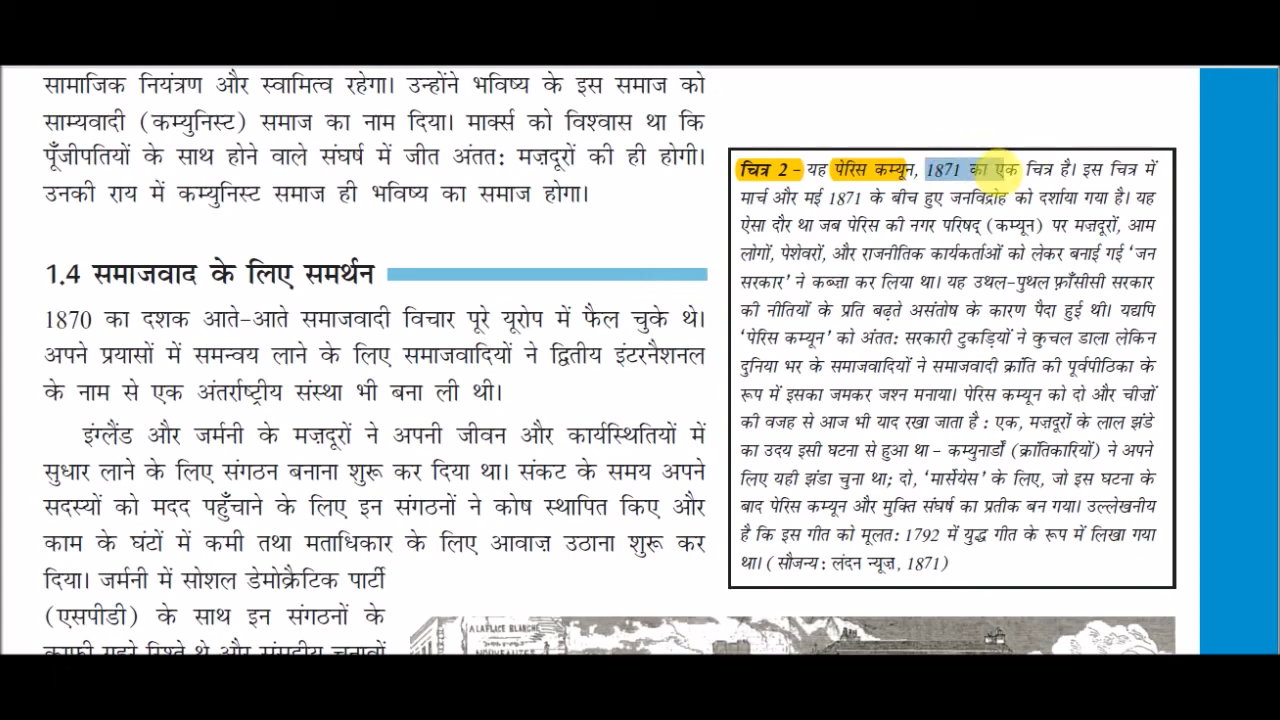 सामाजिक नियंत्रण और स्वामित्व रहेगा। उन्होंने भविष्य के इस समाज को
साम्यवादी (कम्युनिस्ट) समाज का नाम दिया। मार्क्स को विश्वास था कि
पूँजीपतियों के साथ होने वाले संघर्ष में जीत अंततः मज़दूरों की ही होगी।
उनकी राय में कम्युनिस्ट समाज ही भविष्य का समाज होगा।
1.4 समाजवाद के लिए समर्थन
1870 का दशक आते-आते समाजवादी विचार पूरे यूरोप में फैल चुके थे।
अपने प्रयासों में समन्वय लाने के लिए समाजवादियों ने द्वितीय इंटरनैशनल
के नाम से एक अंतर्राष्ट्रीय संस्था भी बना ली थी।
इंग्लैंड और जर्मनी के मज़दूरों ने अपनी जीवन और कार्यस्थितियों में
सुधार लाने के लिए संगठन बनाना शुरू कर दिया था। संकट के समय अपने
सदस्यों को मदद पहुँचाने के लिए इन संगठनों ने कोष स्थापित किए और
काम के घंटों में कमी तथा मताधिकार के लिए आवाज़ उठाना शुरू कर
दिया। जर्मनी में सोशल डेमोक्रैटिक पार्टी
(एसपीडी) के साथ इन संगठनों के
काफ़ी गहरे रिश्ते थे और संसदीय चुनावों
चित्र 2 - यह पेरिस कम्यून, 1871 का एक चित्र है। इस चित्र में
मार्च और मई 1871 के बीच हुए जनविद्रोह को दर्शाया गया है। यह
ऐसा दौर था जब पेरिस की नगर परिषद् (कम्यून) पर मज़दूरों, आम
लोगों, पेशेवरों, और राजनीतिक कार्यकर्ताओं को लेकर बनाई गई 'जन
सरकार' ने कब्ज़ा कर लिया था। यह उथल-पुथल फ़्राँसीसी सरकार
की नीतियों के प्रति बढ़ते असंतोष के कारण पैदा हुई थी। यद्यपि
'पेरिस कम्यून' को अंततः सरकारी टुकड़ियों ने कुचल डाला लेकिन
दुनिया भर के समाजवादियों ने समाजवादी क्रांति की पूर्वपीठिका के
रूप में इसका जमकर जश्न मनाया। पेरिस कम्यून को दो और चीज़ों
की वजह से आज भी याद रखा जाता है : एक, मज़दूरों के लाल झंडे
का उदय इसी घटना से हुआ था - कम्युनार्डों (क्रांतिकारियों) ने अपने
लिए यही झंडा चुना था; दो, 'मार्सेयेस' के लिए, जो इस घटना के
बाद पेरिस कम्यून और मुक्ति संघर्ष का प्रतीक बन गया। उल्लेखनीय
है कि इस गीत को मूलतः 1792 में युद्ध गीत के रूप में लिखा गया
था। (सौजन्य: लंदन न्यूज़, 1871)
A LA PLACE BLANCHE
NOUVEAUTES